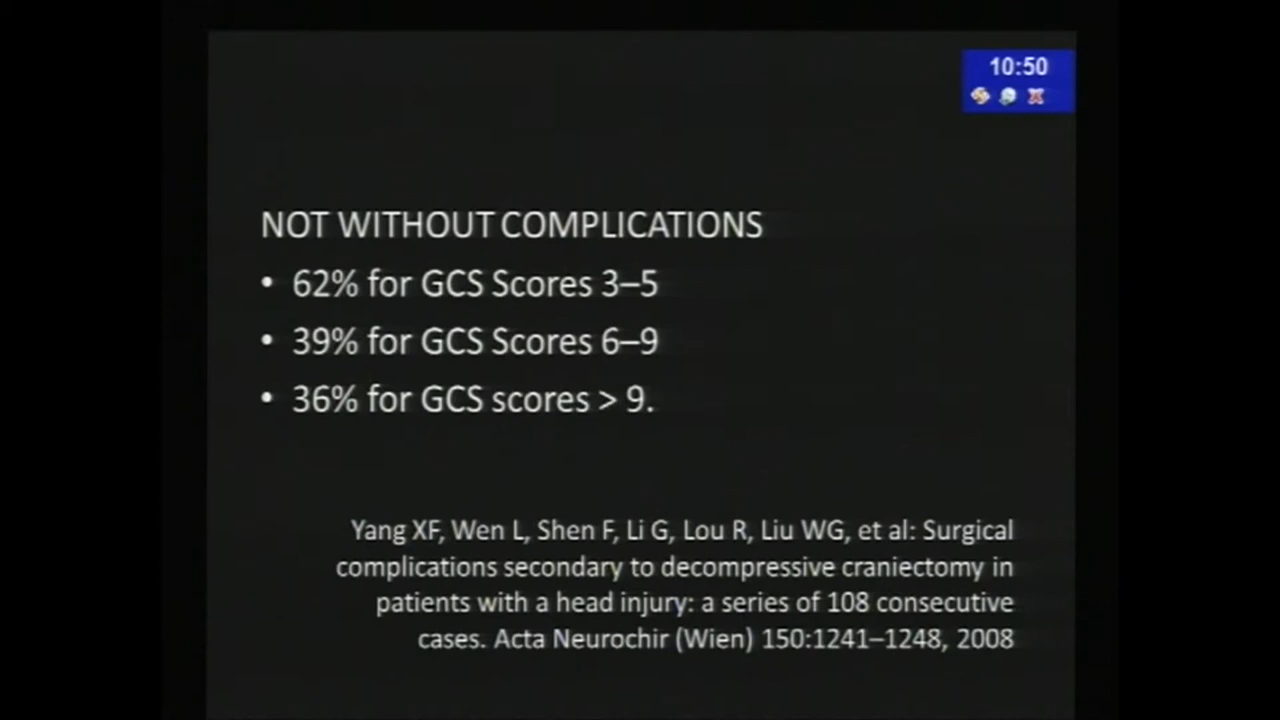 10:50
NOT WITHOUT COMPLICATIONS
• 62% for GCS Scores 3–5
• 39% for GCS Scores 6–9
• 36% for GCS scores > 9.
Yang XF, Wen L, Shen F, Li G, Lou R, Liu WG, et al: Surgical
complications secondary to decompressive craniectomy in
patients with a head injury: a series of 108 consecutive
cases. Acta Neurochir (Wien) 150:1241–1248, 2008